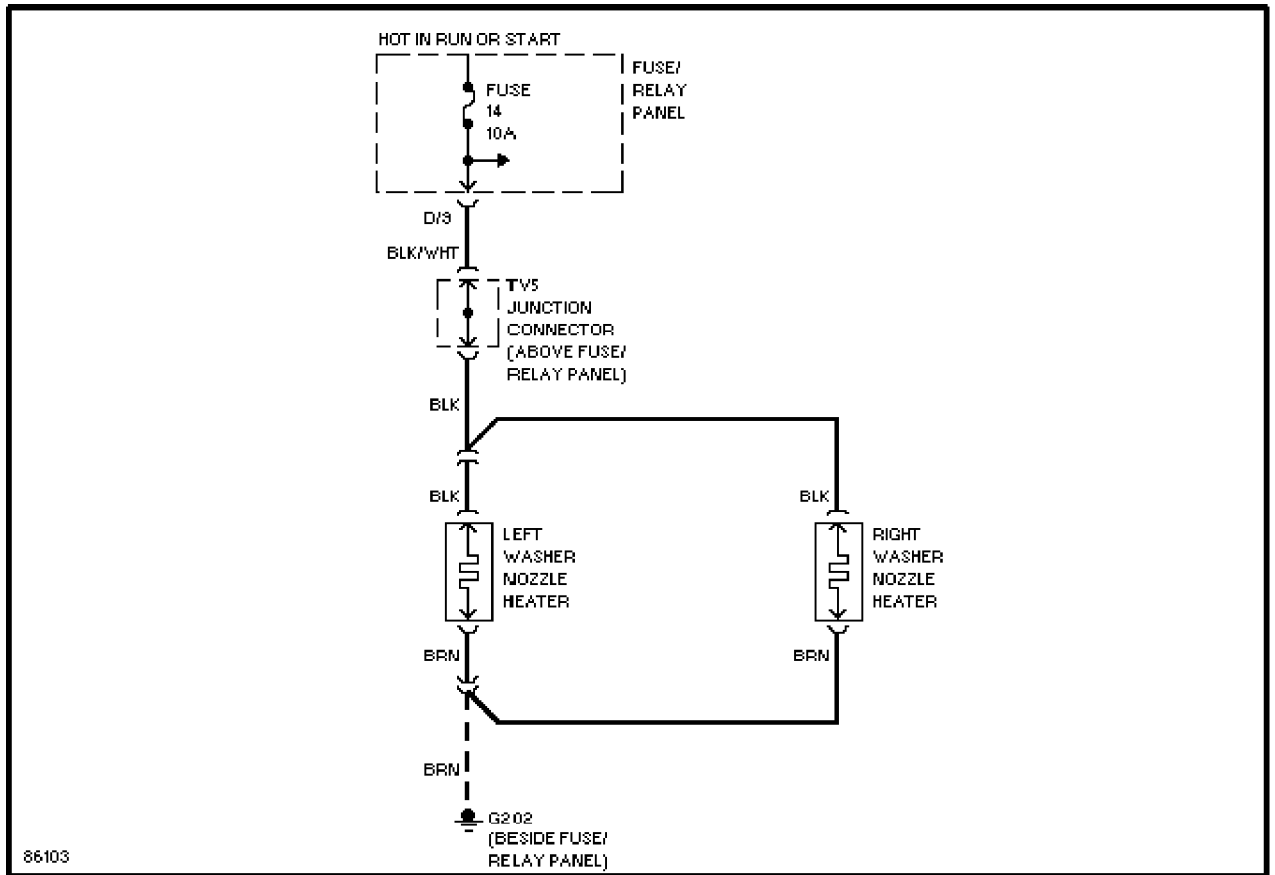 HOT IN RUN OR START
FUSE/
RELAY
PANEL
FUSE
14
10A
D/9
BLK/WHT
TV5
JUNCTION
CONNECTOR
(ABOVE FUSE/
RELAY PANEL)
BLK
BLK
LEFT
WASHER
NOZZLE
HEATER
BLK
RIGHT
WASHER
NOZZLE
HEATER
BRN
BRN
BRN
G202
(BESIDE FUSE/
RELAY PANEL)
86103